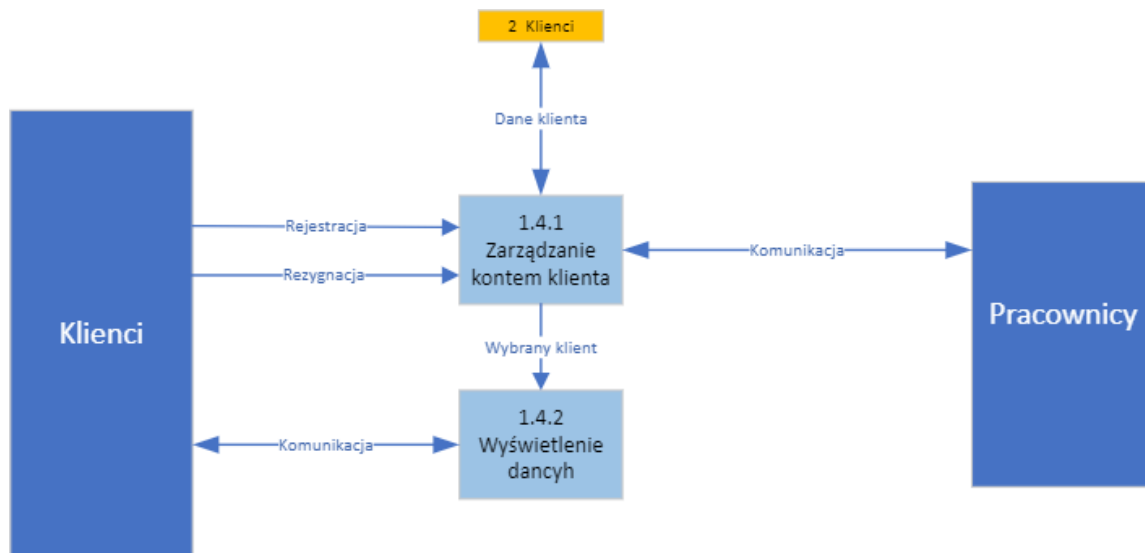 2 Klienci
Dane klienta
1.4.1
Zarządzanie
kontem klienta
Rejestracja
Rezygnacja
Komunikacja
Klienci
Pracownicy
Wybrany klient
1.4.2
Wyświetlenie
dancyh
Komunikacja